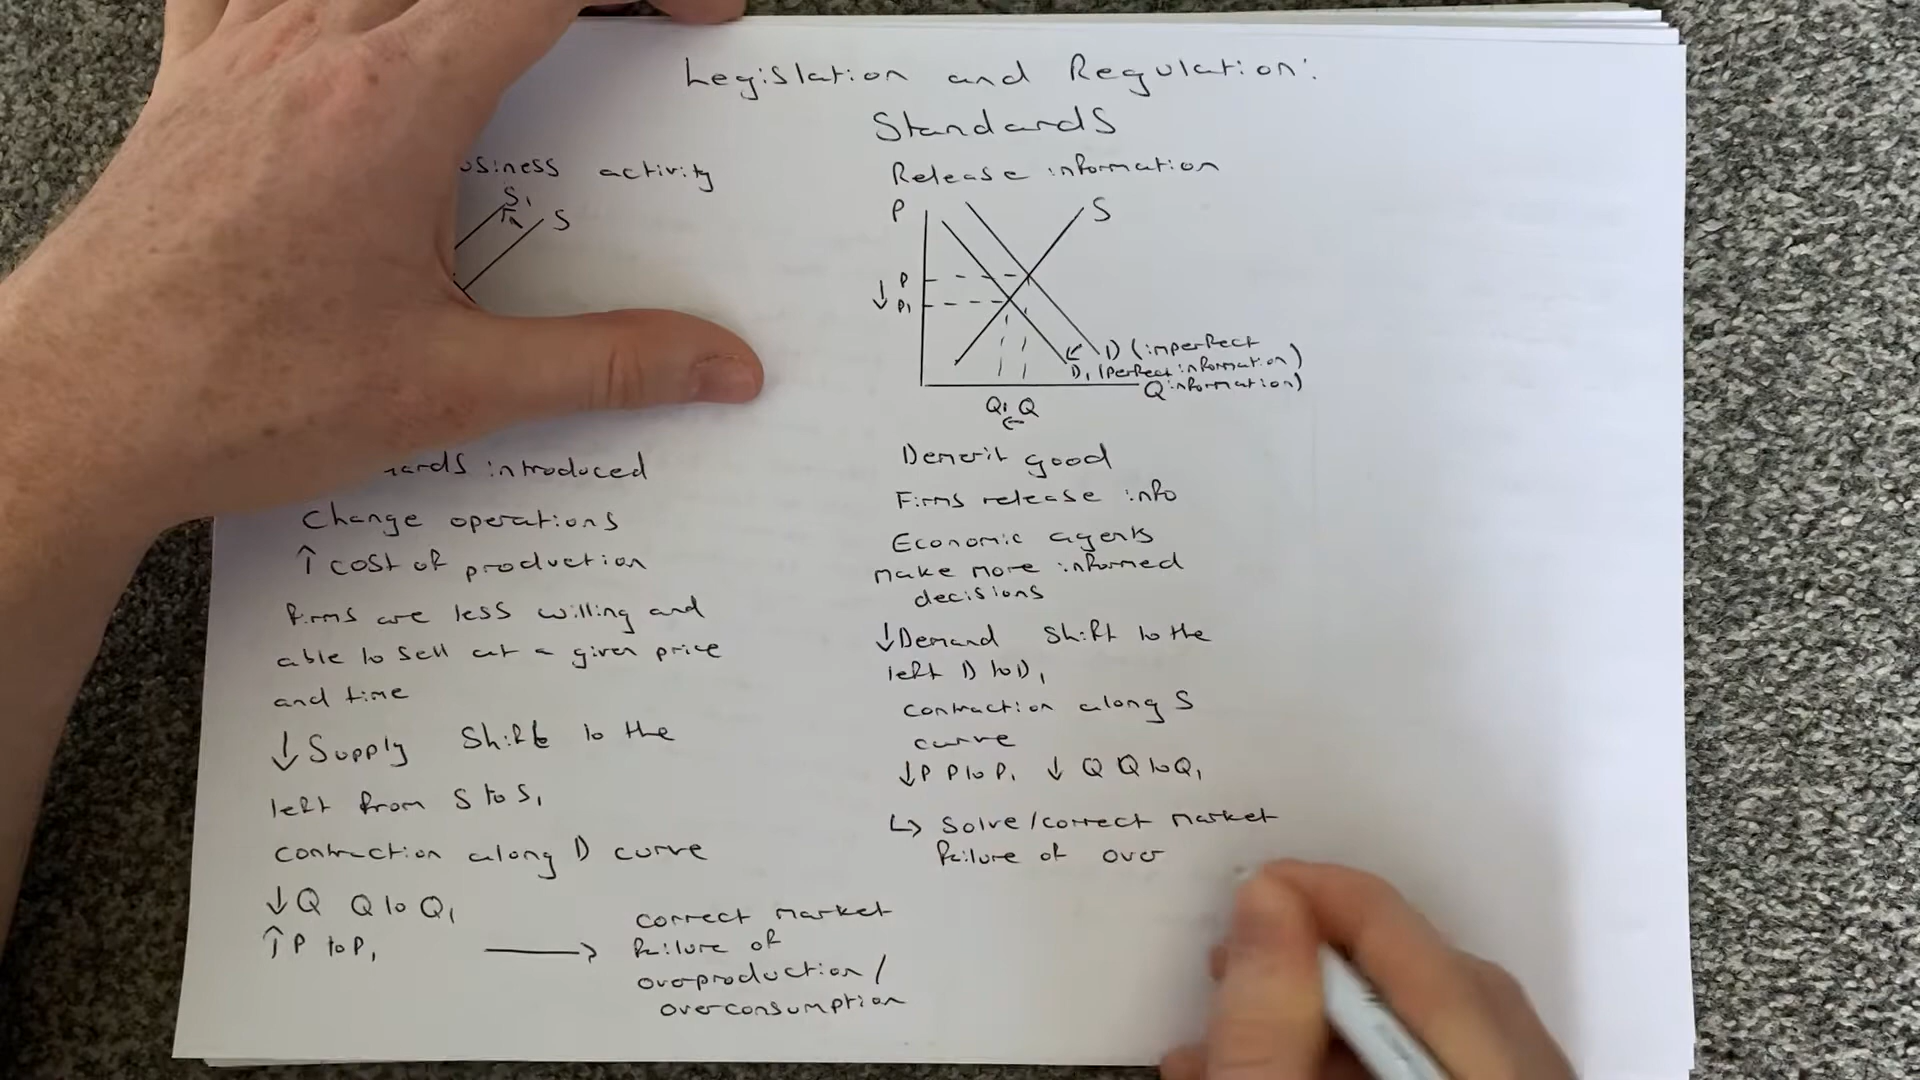 Legislation and Regulation:
Standards
activity
S1
S
introduced
Change operations
↑ cost of production
firms are less willing and
able to sell at a given price
and time
↓ Supply Shift to the
left from S to S1
contraction along D curve
↓ Q Q to Q1
↑ P to P1
correct market
failure of
overproduction /
overconsumption
Release information
P
S
P
↓ P1
D (imperfect
D1 (perfect information)
Q information)
Q1 Q
←
Demerit good
Firms release info
Economic agents
make more informed
decisions
↓ Demand Shift to the
left D to D1
contraction along S
curve
↓ P P to P1 ↓ Q Q to Q1
↳ Solve/correct market
failure of over